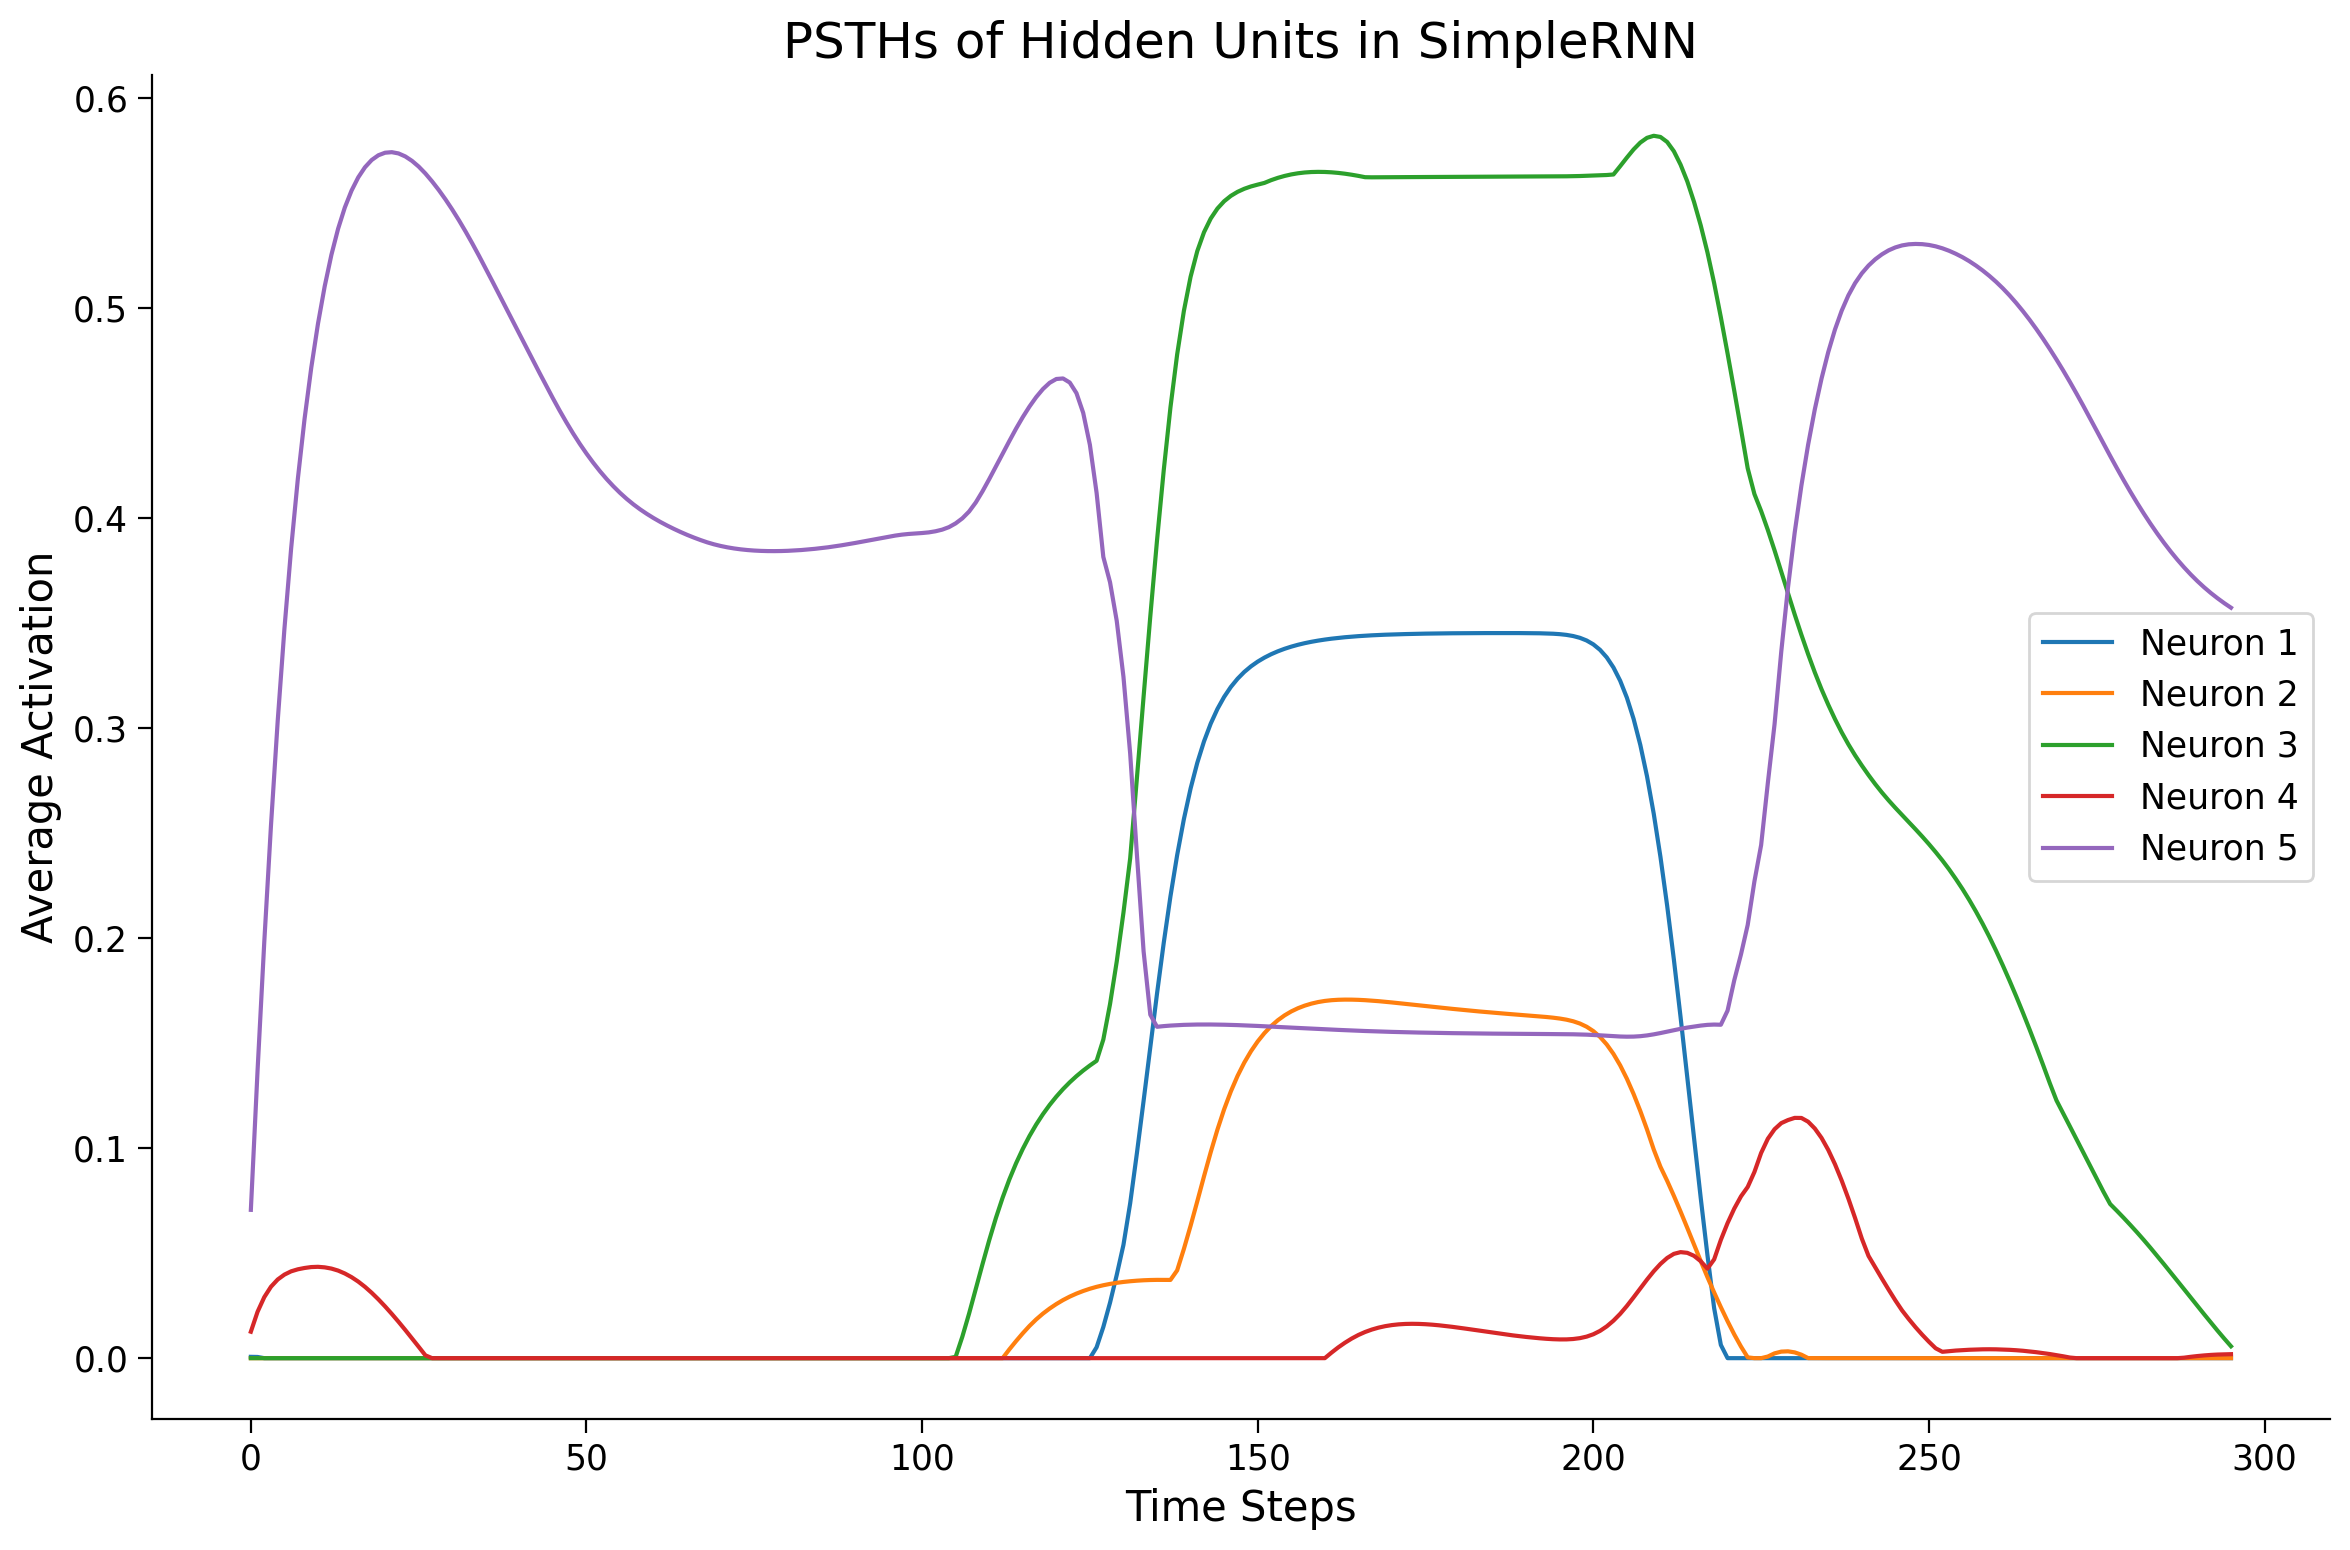 PSTHs of Hidden Units in SimpleRNN
Average Activation
0.6
0.5
0.4
0.3
0.2
0.1
0.0
Neuron 1
Neuron 2
Neuron 3
Neuron 4
Neuron 5
0 50 100 150 200 250 300
Time Steps